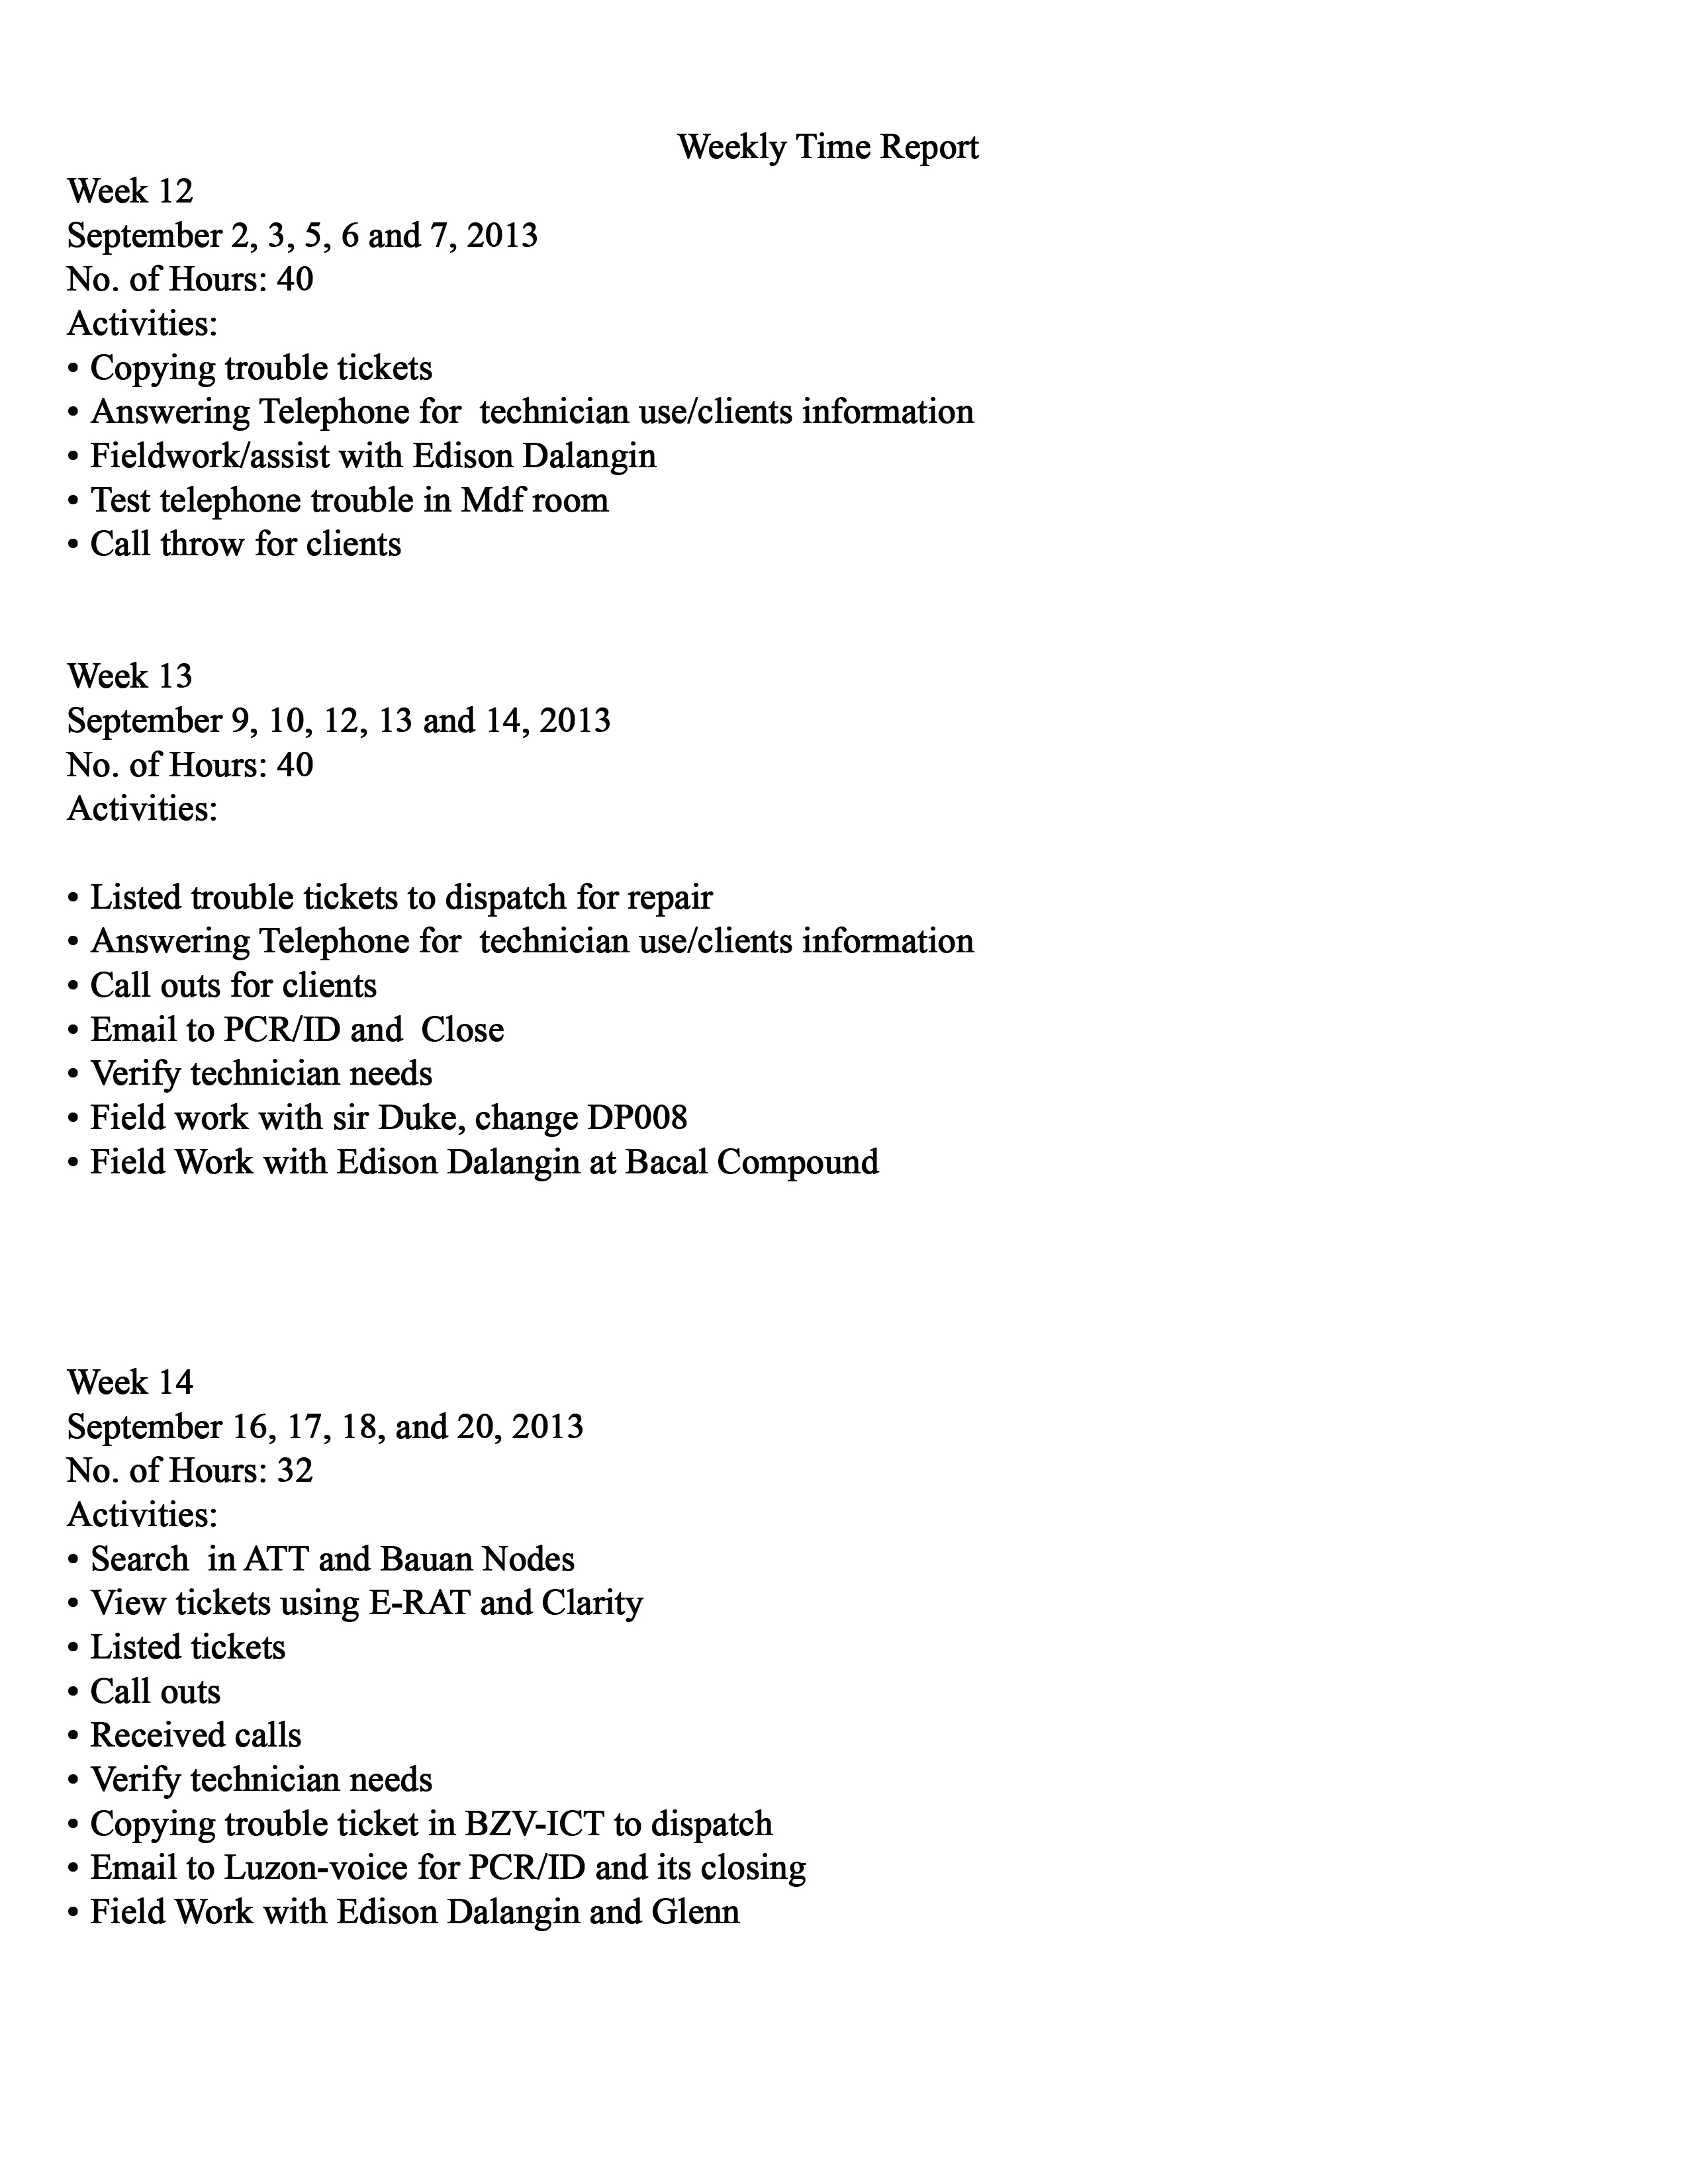 Weekly Time Report
Week 12
September 2, 3, 5, 6 and 7, 2013
No. of Hours: 40
Activities:
• Copying trouble tickets
• Answering Telephone for  technician use/clients information
• Fieldwork/assist with Edison Dalangin
• Test telephone trouble in Mdf room
• Call throw for clients
Week 13
September 9, 10, 12, 13 and 14, 2013
No. of Hours: 40
Activities:
• Listed trouble tickets to dispatch for repair
• Answering Telephone for  technician use/clients information
• Call outs for clients
• Email to PCR/ID and  Close
• Verify technician needs
• Field work with sir Duke, change DP008
• Field Work with Edison Dalangin at Bacal Compound
Week 14
September 16, 17, 18, and 20, 2013
No. of Hours: 32
Activities:
• Search  in ATT and Bauan Nodes
• View tickets using E-RAT and Clarity
• Listed tickets
• Call outs
• Received calls
• Verify technician needs
• Copying trouble ticket in BZV-ICT to dispatch
• Email to Luzon-voice for PCR/ID and its closing
• Field Work with Edison Dalangin and Glenn